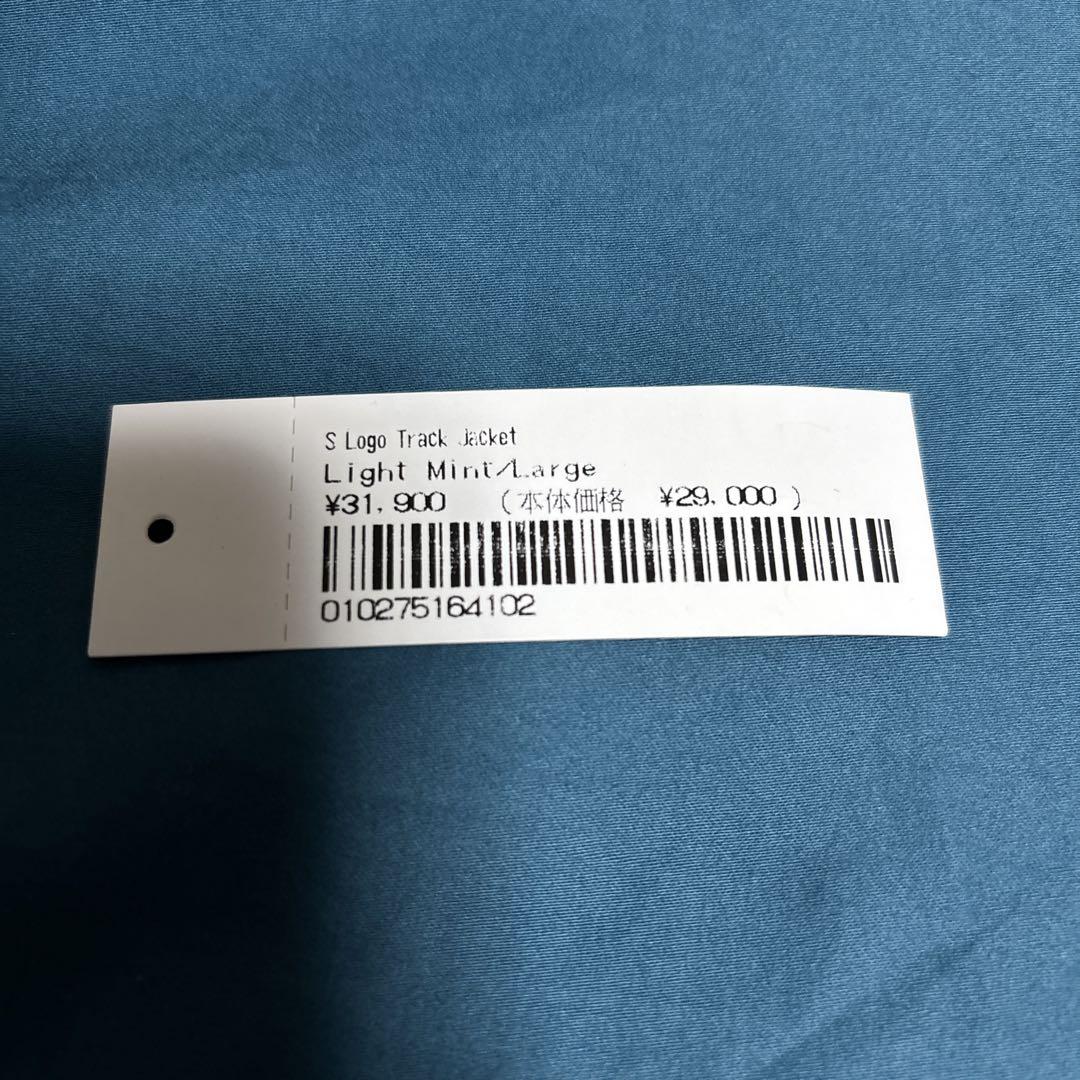 S Logo Track Jacket
Light Mint/Large
¥31,900 (本体価格 ¥29,000)
010275164102